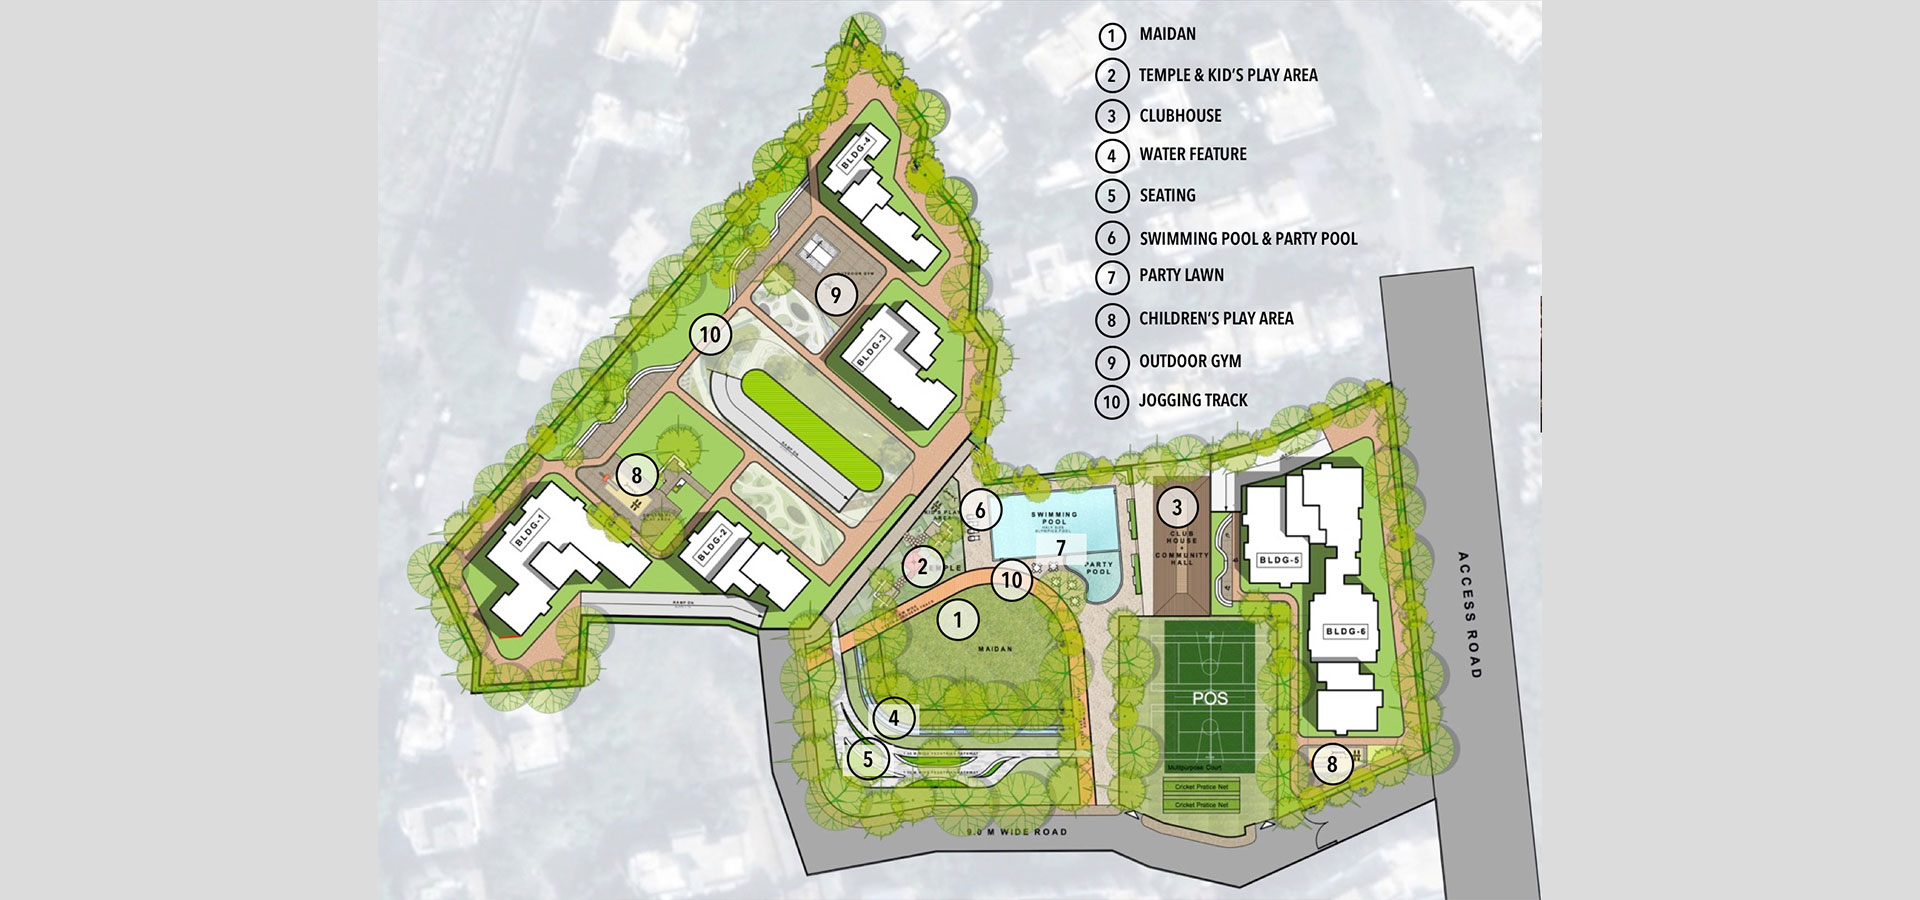 1 MAIDAN
2 TEMPLE & KID'S PLAY AREA
3 CLUBHOUSE
4 WATER FEATURE
5 SEATING
6 SWIMMING POOL & PARTY POOL
7 PARTY LAWN
8 CHILDREN'S PLAY AREA
9 OUTDOOR GYM
10 JOGGING TRACK
BLDG-4
9
10
BLDG-3
RAMP DN
8
BLDG-1
BLDG-2
RAMP DN
6
SWIMMING
POOL
7
PARTY
POOL
2
10
1
MAIDAN
3
CLUB
HOUSE
+
COMMUNITY
HALL
BLDG-5
BLDG-6
ACCESS ROAD
POS
Multipurpose Court
Cricket Pratice Net
Cricket Pratice Net
4
5
8
9.0 M WIDE ROAD